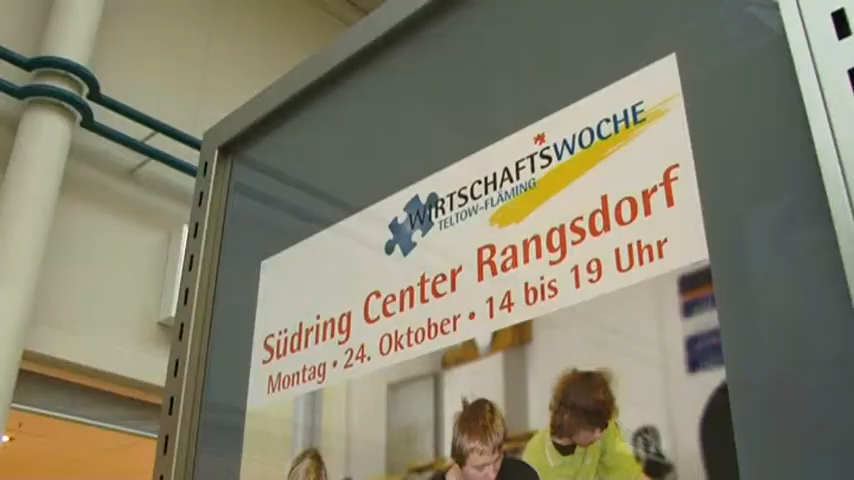 WIRTSCHAFTSWOCHE
TELTOW-FLÄMING
Südring Center Rangsdorf
Montag • 24. Oktober • 14 bis 19 Uhr